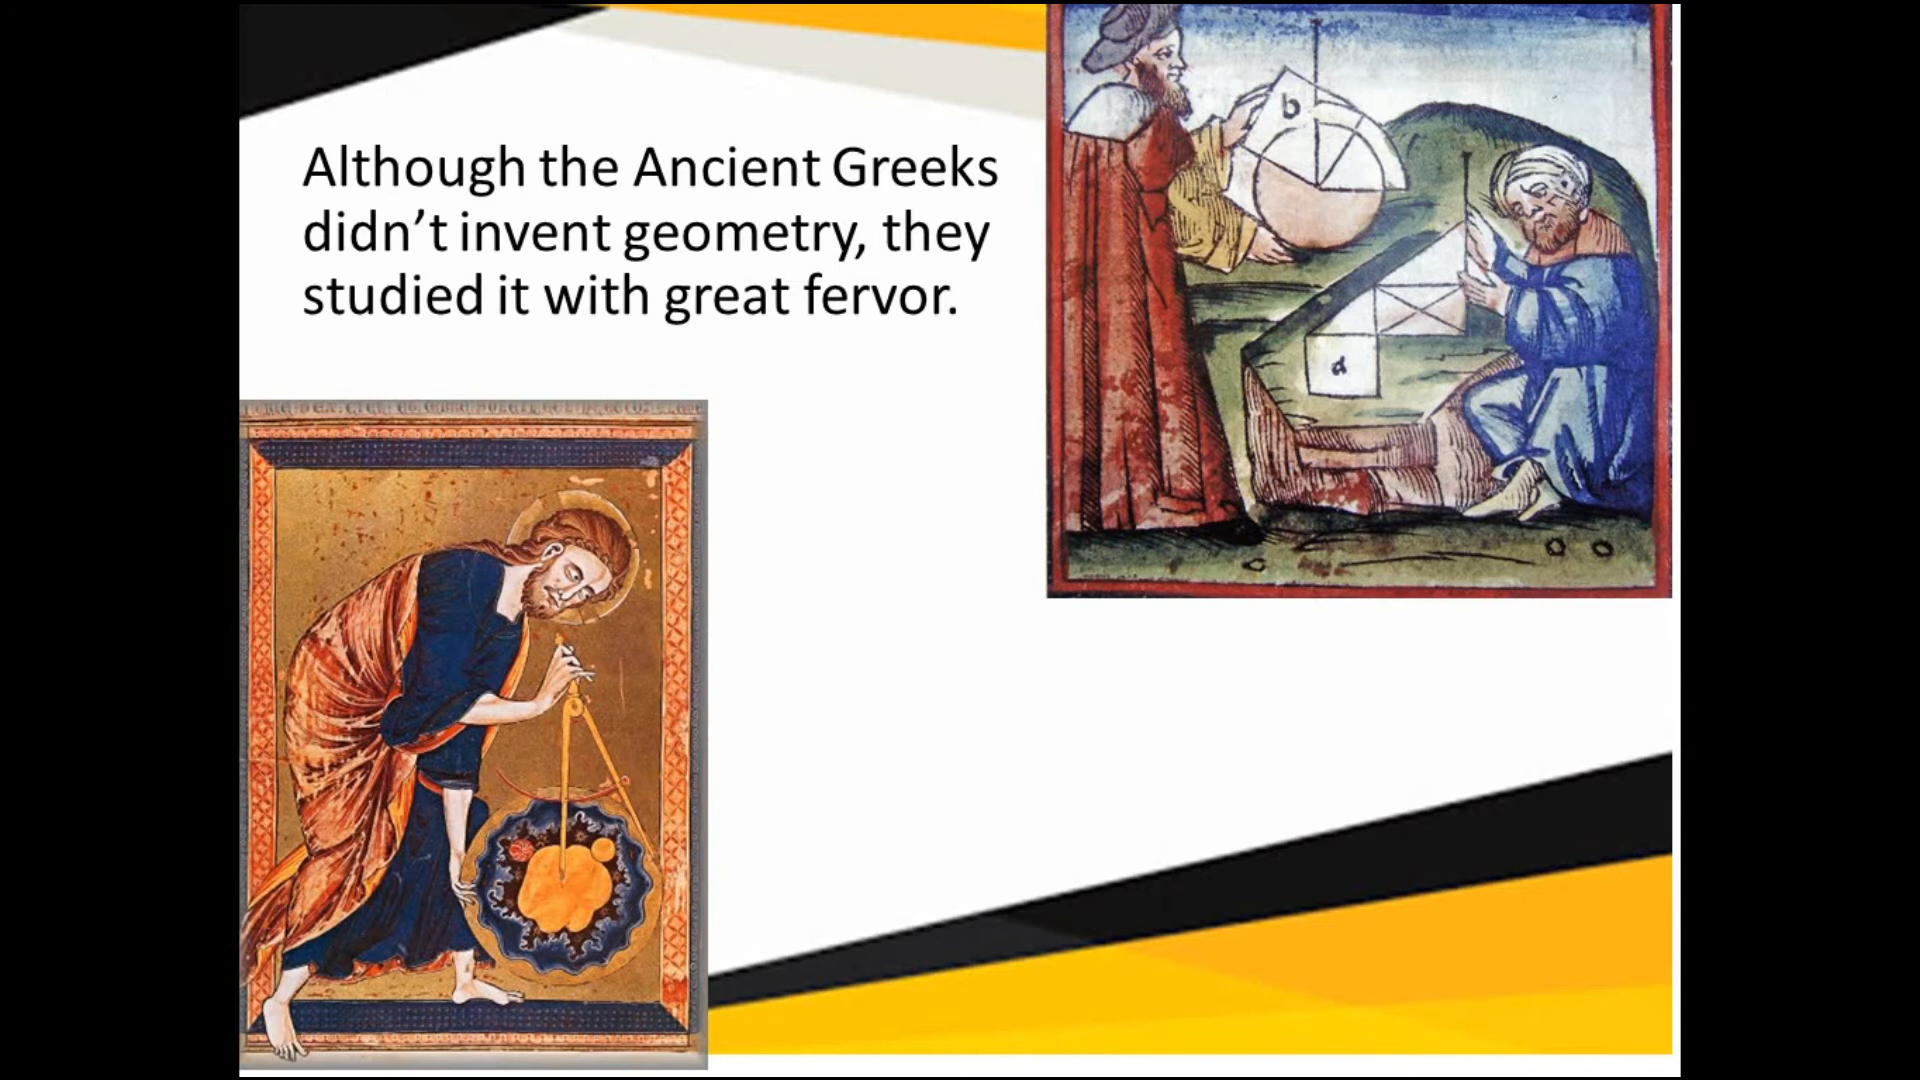 Although the Ancient Greeks
didn’t invent geometry, they
studied it with great fervor.
b
d